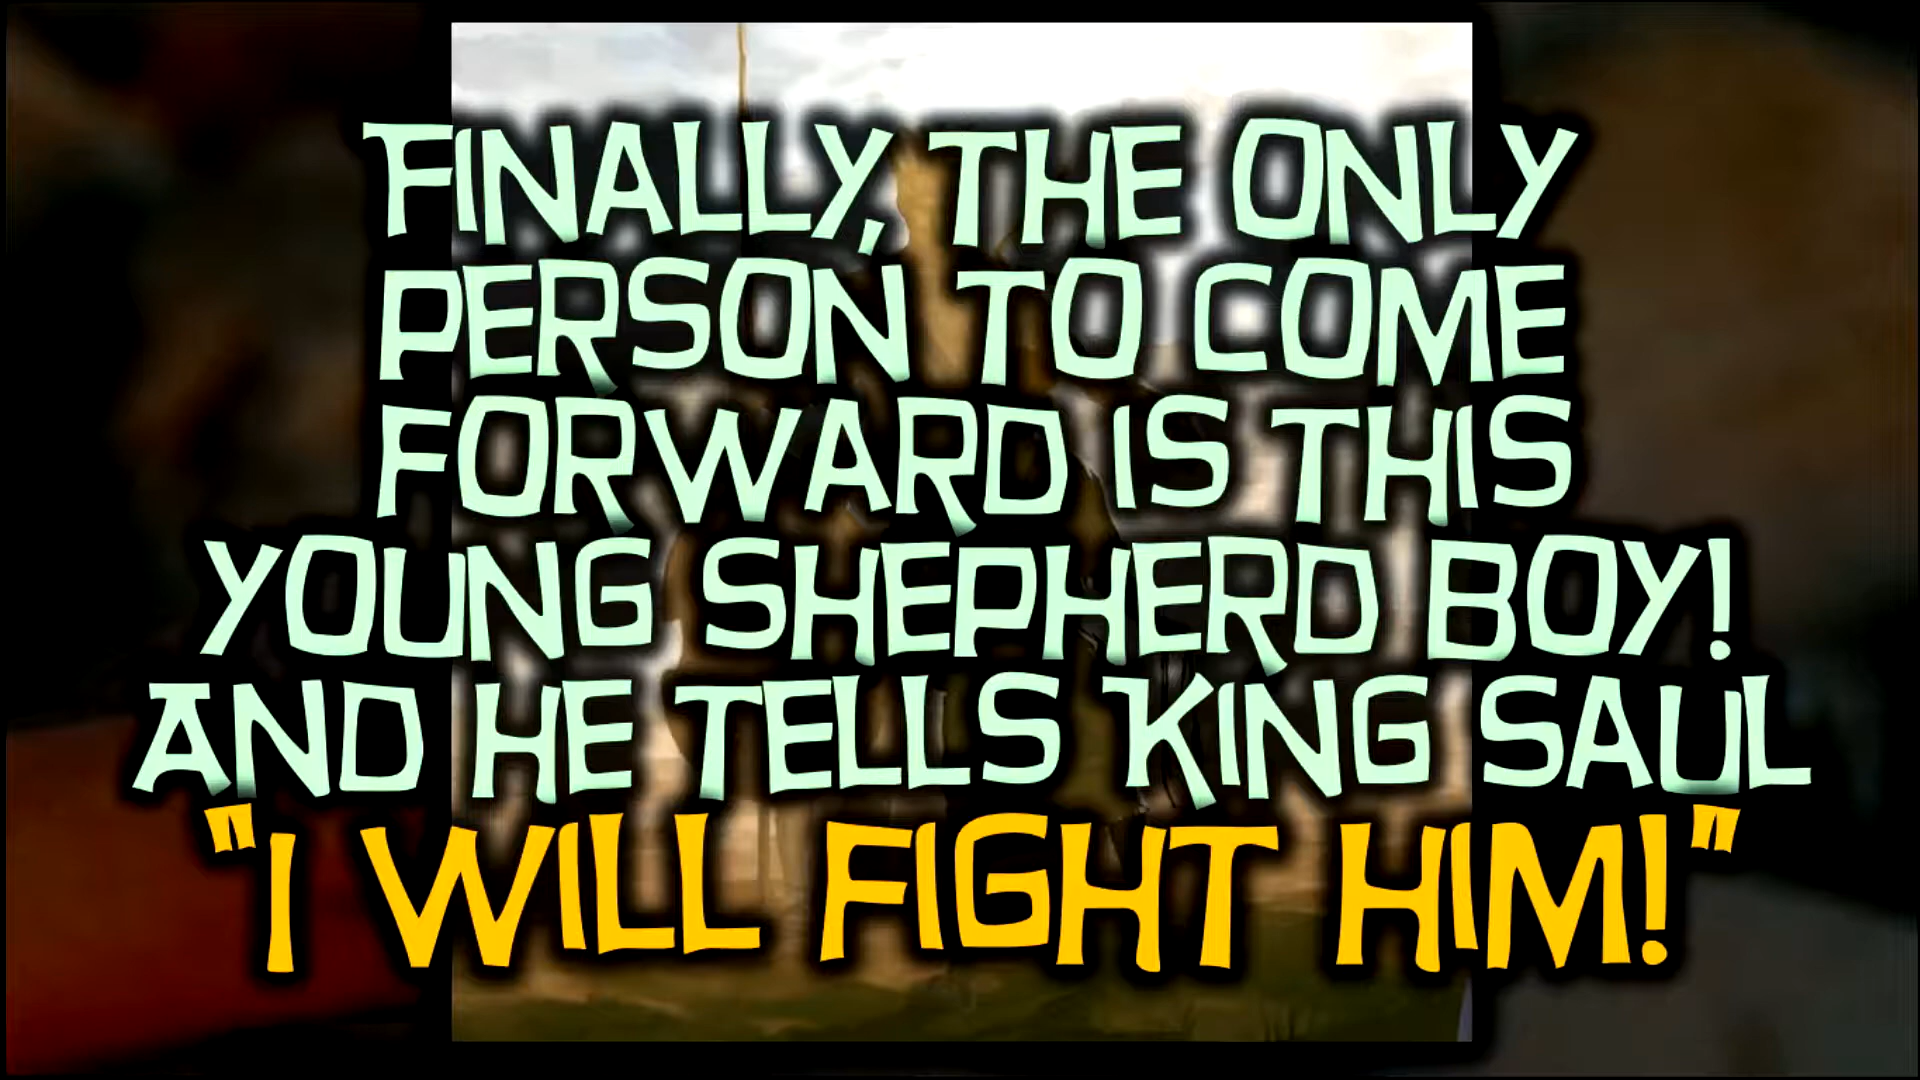 FINALLY, THE ONLY
PERSON TO COME
FORWARD IS THIS
YOUNG SHEPHERD BOY!
AND HE TELLS KING SAUL
"I WILL FIGHT HIM!"